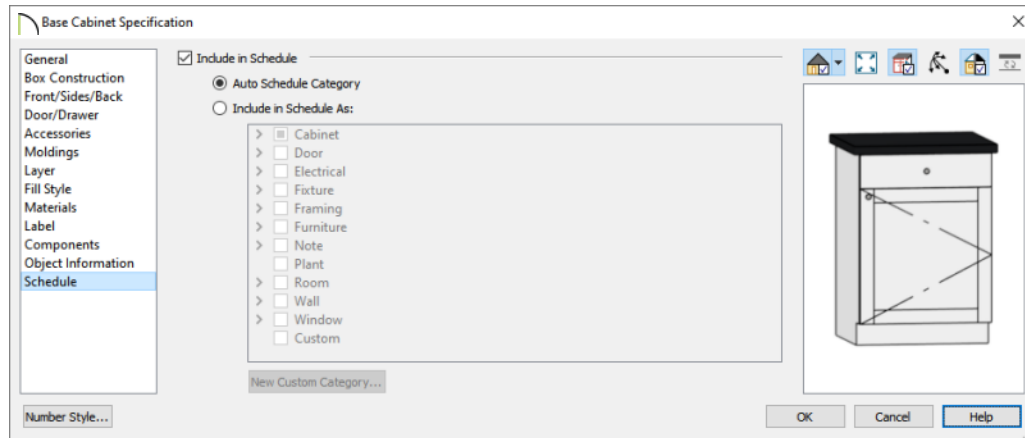 Base Cabinet Specification
General
Box Construction
Front/Sides/Back
Door/Drawer
Accessories
Moldings
Layer
Fill Style
Materials
Label
Components
Object Information
Schedule
Include in Schedule
Auto Schedule Category
Include in Schedule As:
Cabinet
Door
Electrical
Fixture
Framing
Furniture
Note
Plant
Room
Wall
Window
Custom
New Custom Category...
Number Style...
OK
Cancel
Help